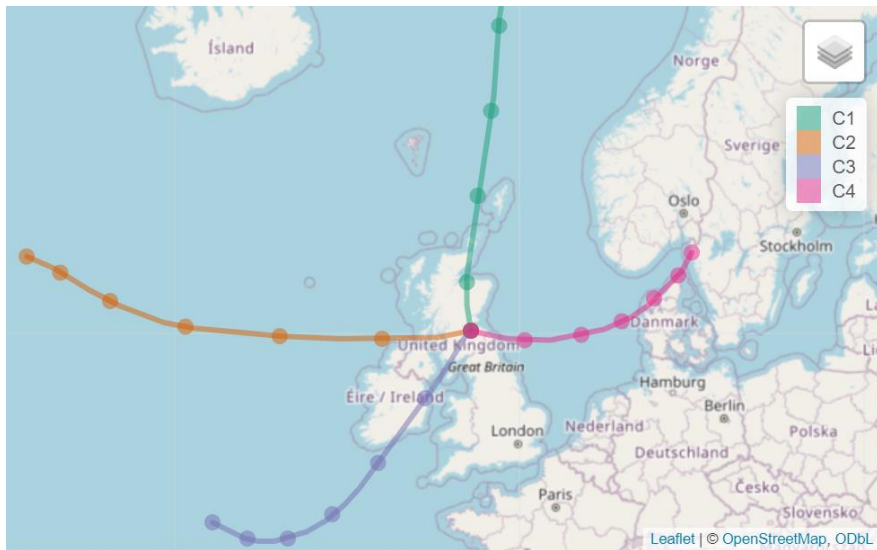 Ísland
Norge
C1
C2
Sverige
C3
C4
Oslo
Stockholm
Danmark
United Kingdom
Great Britain
Éire / Ireland
Hamburg
Berlin
London
Nederland
Polska
Deutschland
Paris
Česko
Slovensko
Leaflet | © OpenStreetMap, ODbL